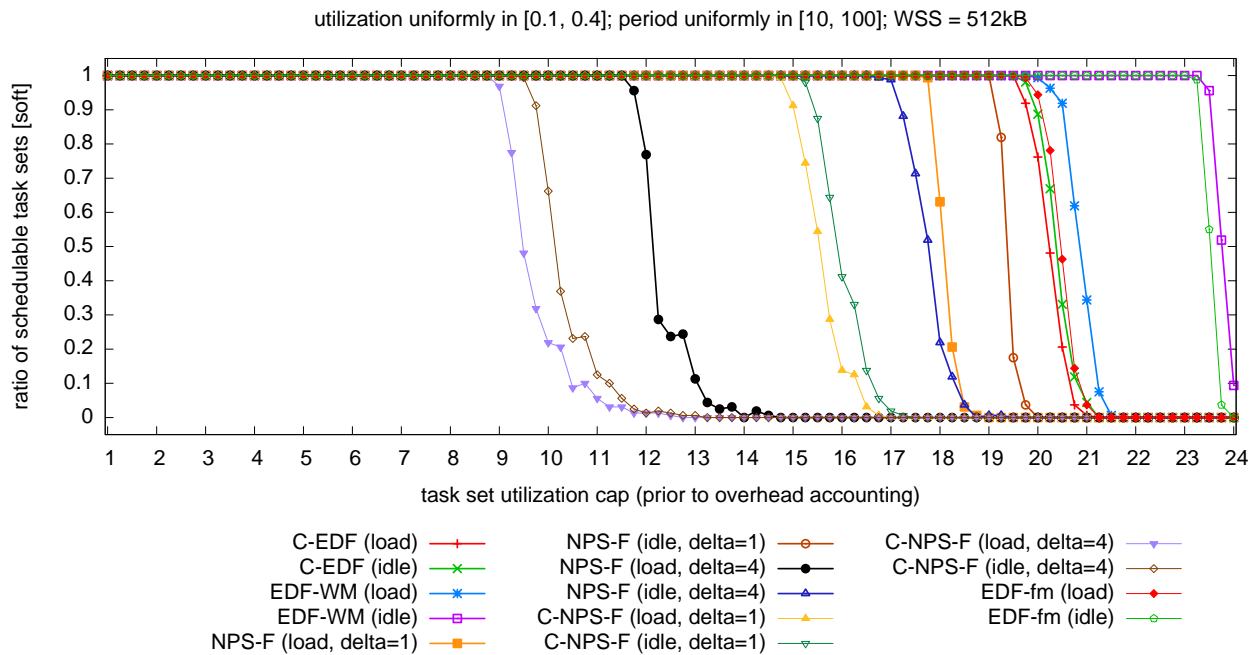 utilization uniformly in [0.1, 0.4]; period uniformly in [10, 100]; WSS = 512kB
ratio of schedulable task sets [soft]
1
0.9
0.8
0.7
0.6
0.5
0.4
0.3
0.2
0.1
0
1 2 3 4 5 6 7 8 9 10 11 12 13 14 15 16 17 18 19 20 21 22 23 24
task set utilization cap (prior to overhead accounting)
C-EDF (load)
C-EDF (idle)
EDF-WM (load)
EDF-WM (idle)
NPS-F (load, delta=1)
NPS-F (idle, delta=1)
NPS-F (load, delta=4)
NPS-F (idle, delta=4)
C-NPS-F (load, delta=1)
C-NPS-F (idle, delta=1)
C-NPS-F (load, delta=4)
C-NPS-F (idle, delta=4)
EDF-fm (load)
EDF-fm (idle)